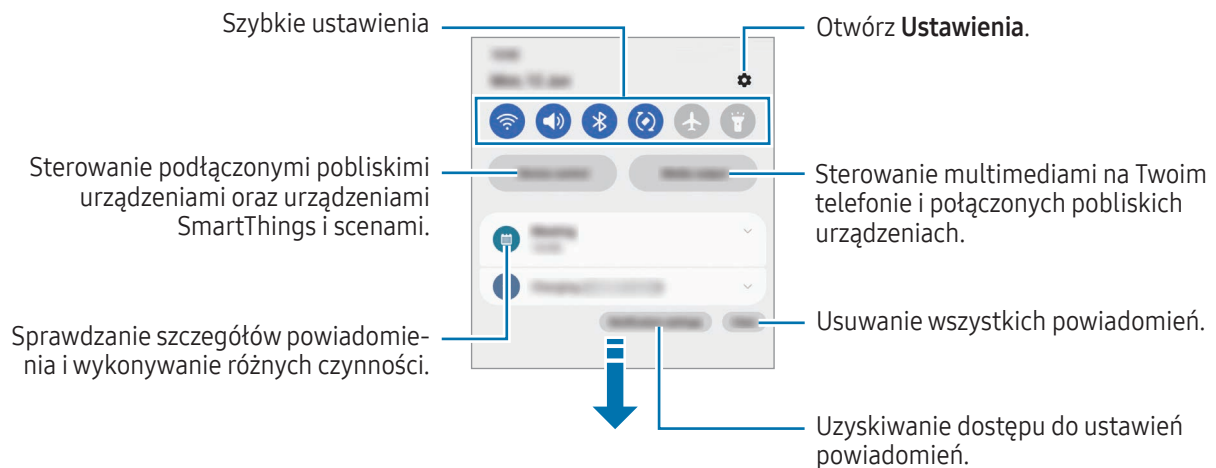 Szybkie ustawienia
Otwórz Ustawienia.
Sterowanie podłączonymi pobliskimi
urządzeniami oraz urządzeniami
SmartThings i scenami.
Sterowanie multimediami na Twoim
telefonie i połączonych pobliskich
urządzeniach.
Sprawdzanie szczegółów powiadomie-
nia i wykonywanie różnych czynności.
Usuwanie wszystkich powiadomień.
Uzyskiwanie dostępu do ustawień
powiadomień.